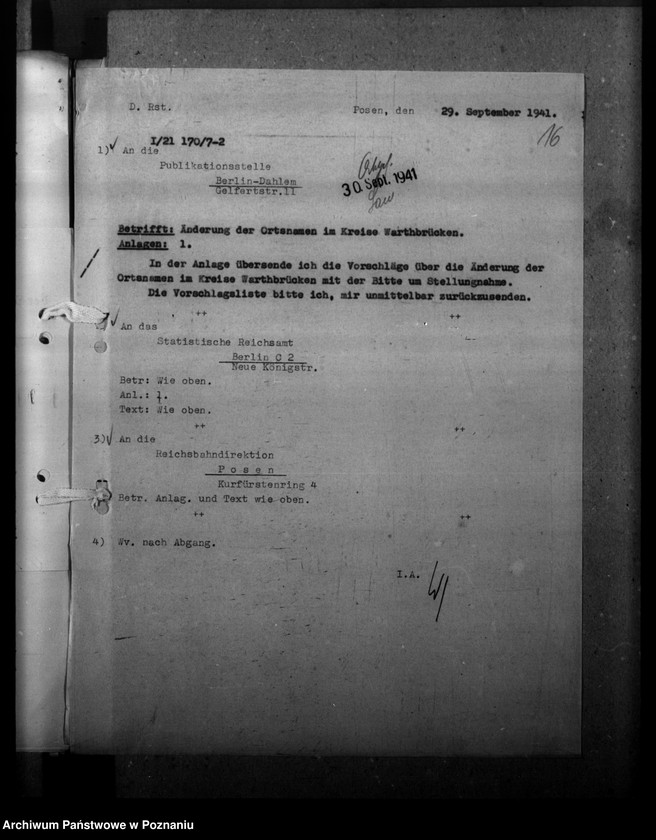 D. Rst.
Posen, den 29. September 1941.
16
I/21 170/7-2
1) An die
Publikationsstelle
Berlin-Dahlem
Gelfertstr.11
30. Sept. 1941
Betrifft: Änderung der Ortsnamen im Kreise Warthbrücken.
Anlagen: 1.
In der Anlage übersende ich die Vorschläge über die Änderung der
Ortsnamen im Kreise Warthbrücken mit der Bitte um Stellungnahme.
Die Vorschlagsliste bitte ich, mir unmittelbar zurückzusenden.
++ ++
An das
Statistische Reichsamt
Berlin C 2
Neue Königstr.
Betr: Wie oben.
Anl.: 1.
Text: Wie oben.
++ ++
3) An die
Reichsbahndirektion
P o s e n
Kurfürstenring 4
Betr. Anlag. und Text wie oben.
++ ++
4) Wv. nach Abgang.
I.A.
Archiwum Państwowe w Poznaniu